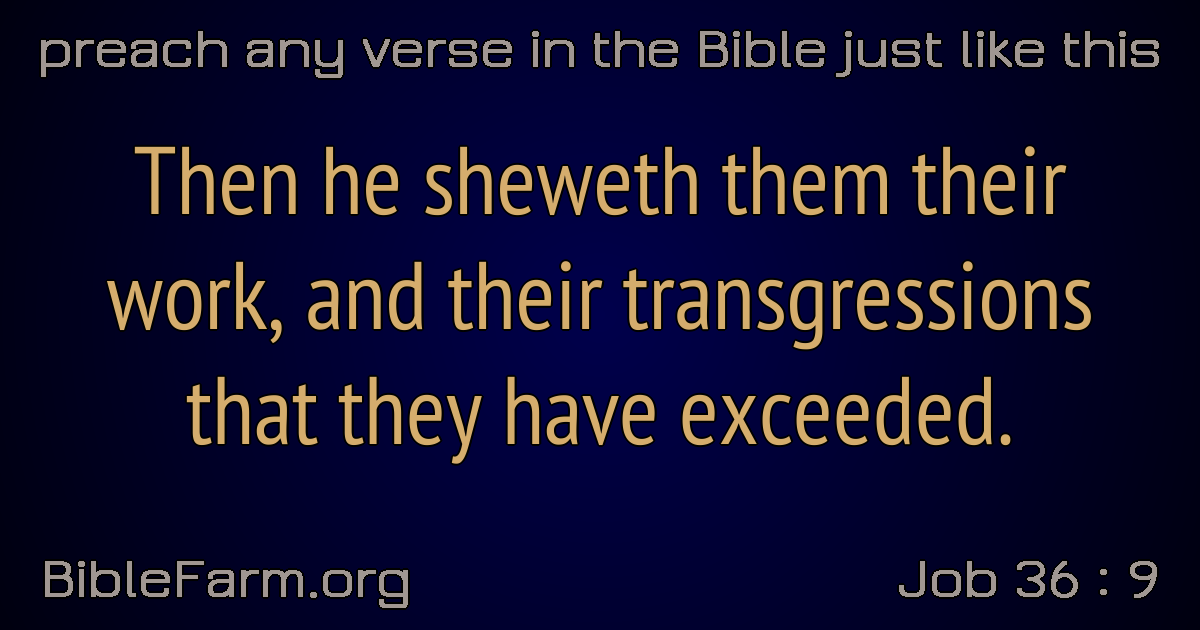 preach any verse in the Bible just like this
Then he sheweth them their
work, and their transgressions
that they have exceeded.
BibleFarm.org
Job 36 : 9